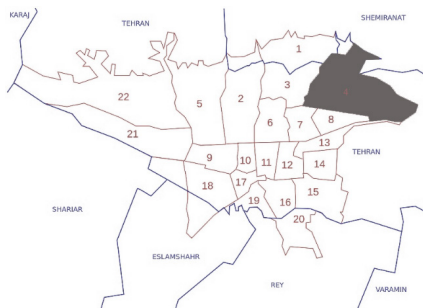 KARAJ
TEHRAN
SHEMIRANAT
1
3
4
22
5
2
6
7
8
21
13
TEHRAN
9
10
11
12
14
18
17
15
19
16
20
SHARIAR
ESLAMSHAHR
REY
VARAMIN